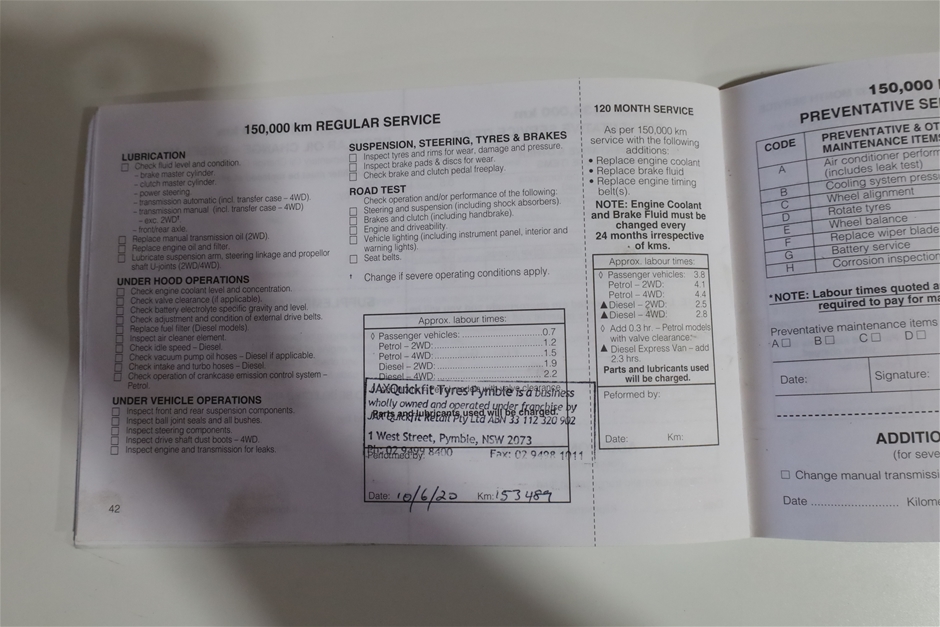 150,000 km REGULAR SERVICE
LUBRICATION
Check fluid level and condition.
- brake master cylinder
- clutch master cylinder.
- power steering.
- transmission automatic (incl. transfer case – 4WD).
- transmission manual (incl. transfer case – 4WD)
- exc. 2WD†.
- front/rear axle.
Replace manual transmission oil (2WD).
Replace engine oil and filter.
Lubricate suspension arm, steering linkage and propellor
shaft U-joints (2WD/4WD).
UNDER HOOD OPERATIONS
Check engine coolant level and concentration.
Check valve clearance (if applicable).
Check battery electrolyte specific gravity and level.
Check adjustment and condition of external drive belts.
Replace fuel filter (Diesel models).
Inspect air cleaner element.
Check idle speed – Diesel.
Check vacuum pump oil hoses – Diesel if applicable.
Check intake and turbo hoses – Diesel.
Check operation of crankcase emission control system –
Petrol.
UNDER VEHICLE OPERATIONS
Inspect front and rear suspension components.
Inspect ball joint seals and all bushes.
Inspect steering components.
Inspect drive shaft dust boots – 4WD.
Inspect engine and transmission for leaks.
42
SUSPENSION, STEERING, TYRES & BRAKES
Inspect tyres and rims for wear, damage and pressure.
Inspect brake pads & discs for wear.
Check brake and clutch pedal freeplay.
ROAD TEST
Check operation and/or performance of the following:
Steering and suspension (including shock absorbers).
Brakes and clutch (including handbrake).
Engine and driveability.
Vehicle lighting (including instrument panel, interior and
warning lights).
Seat belts.
† Change if severe operating conditions apply.
Approx. labour times:
◊ Passenger vehicles: 0.7
Petrol – 2WD: 1.2
Petrol – 4WD: 1.5
Diesel – 2WD: 1.9
Diesel – 4WD: 2.2
JAXQuickfit Tyres Pymble is a business
wholly owned and operated under franchise by
Parts and lubricants used will be charged.
JAX Quickfit Retail Pty Ltd ABN 33 112 320 902
1 West Street, Pymble, NSW 2073
Ph: 02 9499 8400 Fax: 02 9498 1011
Performed by:
Date: 10/6/20 Km: 153489
120 MONTH SERVICE
As per 150,000 km
service with the following
additions:
• Replace engine coolant
• Replace brake fluid
• Replace engine timing
belt(s).
NOTE: Engine Coolant
and Brake Fluid must be
changed every
24 months irrespective
of kms.
Approx. labour times:
◊ Passenger vehicles: 3.8
Petrol – 2WD: 4.1
Petrol – 4WD: 4.4
▲ Diesel – 2WD: 2.5
▲ Diesel – 4WD: 2.8
◊ Add 0.3 hr. – Petrol models
with valve clearance.
▲ Diesel Express Van – add
2.3 hrs.
Parts and lubricants used
will be charged.
Peformed by:
Date: Km:
150,000
PREVENTATIVE SE
CODE PREVENTATIVE & OT
MAINTENANCE ITEM
A Air conditioner perform
(includes leak test)
B Cooling system press
C Wheel alignment
D Rotate tyres
E Wheel balance
F Replace wiper blade
G Battery service
H Corrosion inspection
*NOTE: Labour times quoted a
required to pay for ma
Preventative maintenance items
A B C D
Date: Signature:
ADDITIO
(for seve
Change manual transmissi
Date Kilome